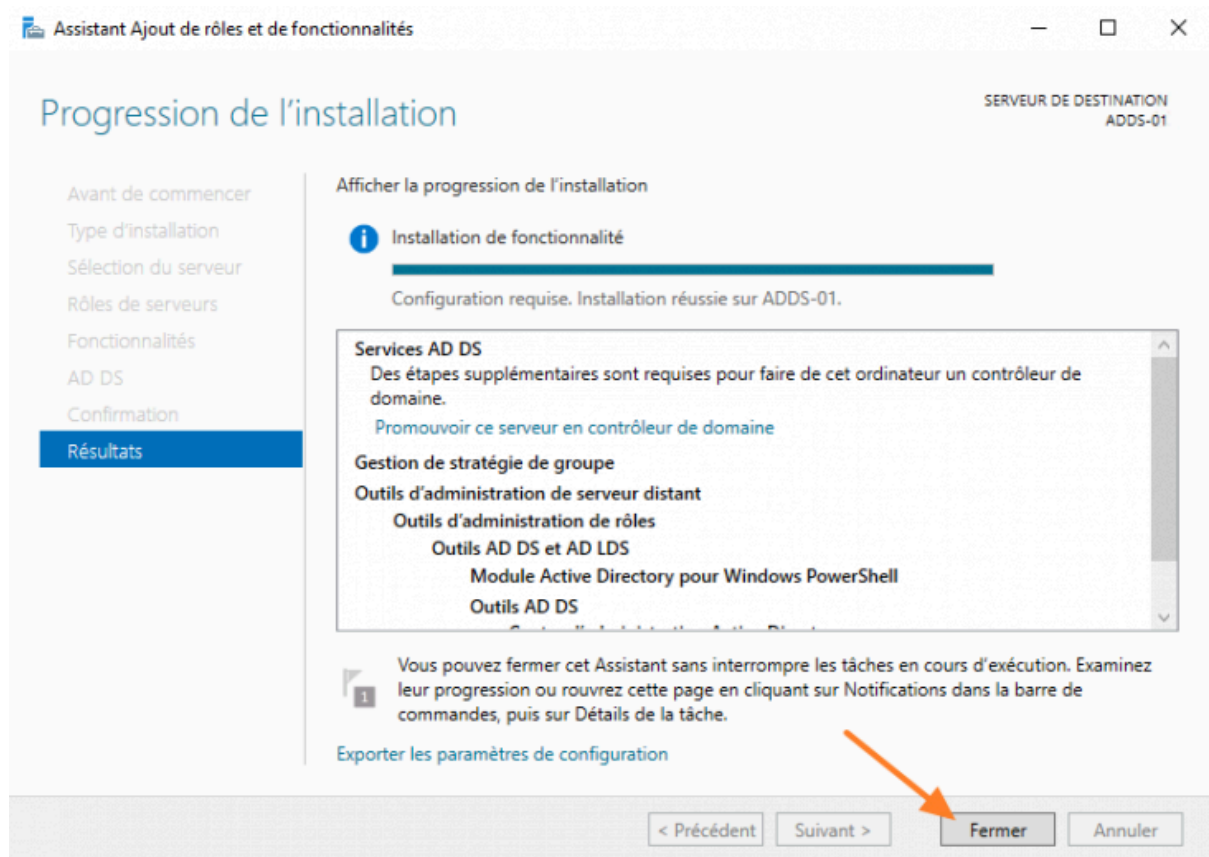 Assistant Ajout de rôles et de fonctionnalités
Progression de l'installation
SERVEUR DE DESTINATION
ADDS-01
Avant de commencer
Type d'installation
Sélection du serveur
Rôles de serveurs
Fonctionnalités
AD DS
Confirmation
Résultats
Afficher la progression de l'installation
Installation de fonctionnalité
Configuration requise. Installation réussie sur ADDS-01.
Services AD DS
Des étapes supplémentaires sont requises pour faire de cet ordinateur un contrôleur de
domaine.
Promouvoir ce serveur en contrôleur de domaine
Gestion de stratégie de groupe
Outils d'administration de serveur distant
Outils d'administration de rôles
Outils AD DS et AD LDS
Module Active Directory pour Windows PowerShell
Outils AD DS
1
Vous pouvez fermer cet Assistant sans interrompre les tâches en cours d'exécution. Examinez
leur progression ou rouvrez cette page en cliquant sur Notifications dans la barre de
commandes, puis sur Détails de la tâche.
Exporter les paramètres de configuration
< Précédent
Suivant >
Fermer
Annuler